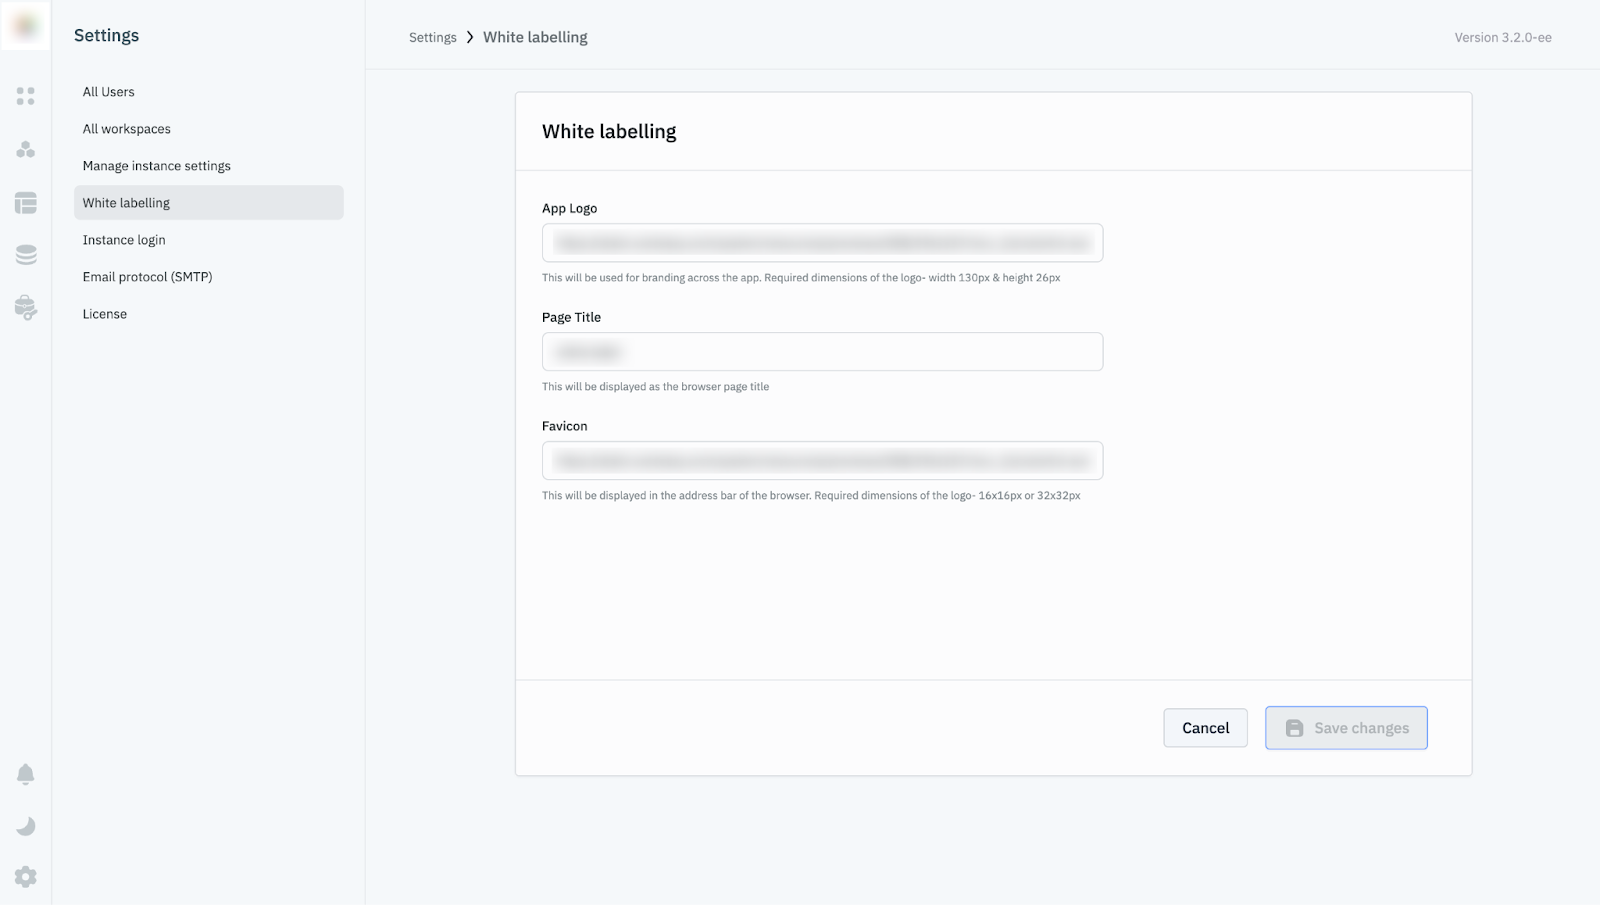 Settings
All Users
All workspaces
Manage instance settings
White labelling
Instance login
Email protocol (SMTP)
License
Settings > White labelling
Version 3.2.0-ee
White labelling
App Logo
This will be used for branding across the app. Required dimensions of the logo- width 130px & height 26px
Page Title
This will be displayed as the browser page title
Favicon
This will be displayed in the address bar of the browser. Required dimensions of the logo- 16x16px or 32x32px
Cancel
Save changes